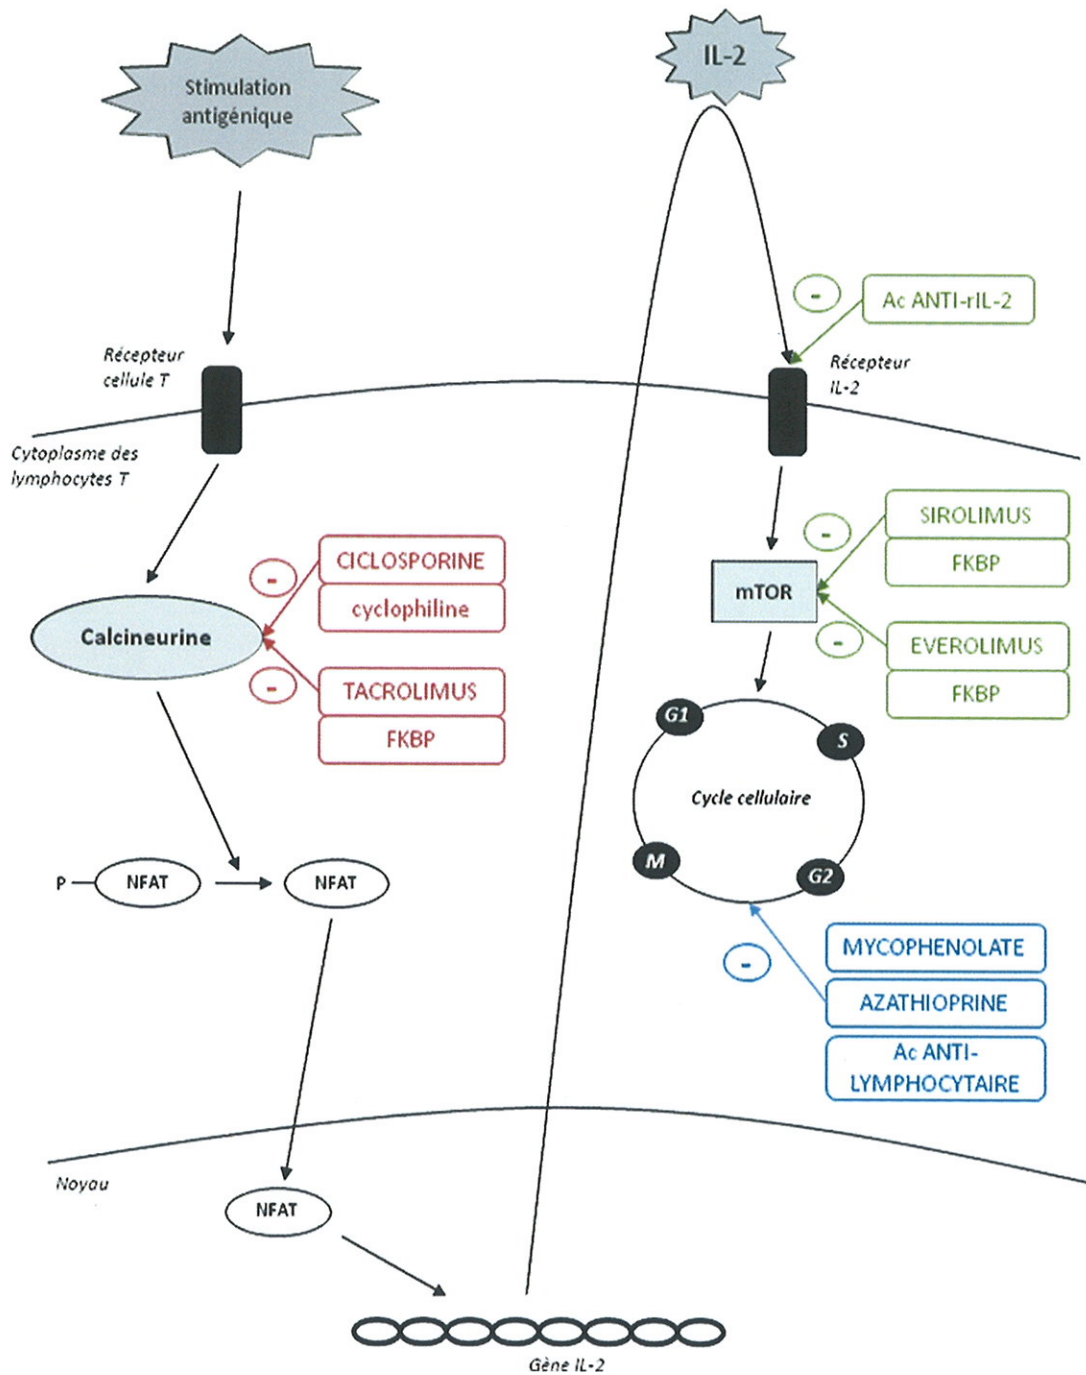 Stimulation
antigénique
IL-2
-
Ac ANTI-rIL-2
Récepteur
cellule T
Récepteur
IL-2
Cytoplasme des
lymphocytes T
CICLOSPORINE
cyclophiline
-
Calcineurine
-
TACROLIMUS
FKBP
SIROLIMUS
FKBP
-
mTOR
-
EVEROLIMUS
FKBP
G1
S
Cycle cellulaire
M
G2
P
NFAT
NFAT
-
MYCOPHENOLATE
AZATHIOPRINE
Ac ANTI-
LYMPHOCYTAIRE
Noyau
NFAT
Gène IL-2